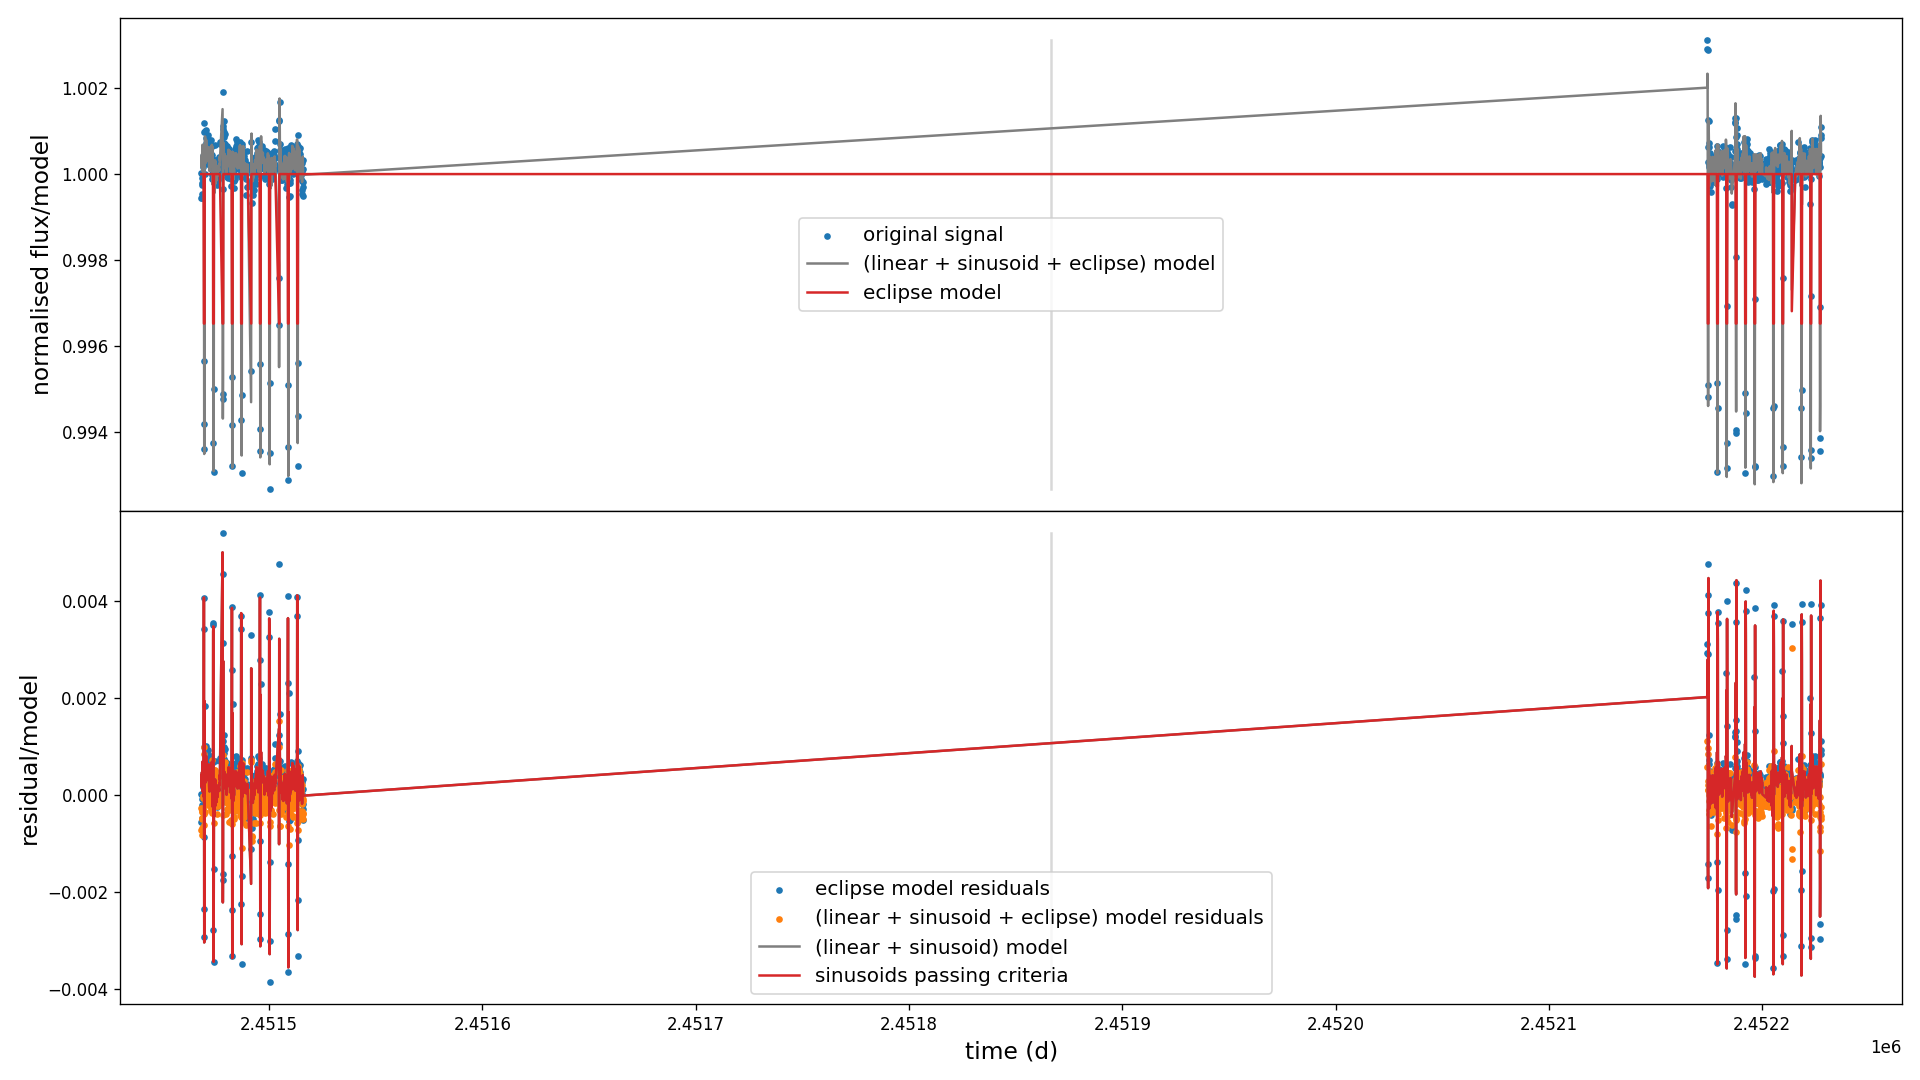 normalised flux/model
1.002
1.000
0.998
0.996
0.994
original signal
(linear + sinusoid + eclipse) model
eclipse model
residual/model
0.004
0.002
0.000
−0.002
−0.004
eclipse model residuals
(linear + sinusoid + eclipse) model residuals
(linear + sinusoid) model
sinusoids passing criteria
2.4515 2.4516 2.4517 2.4518 2.4519 2.4520 2.4521 2.4522
1e6
time (d)